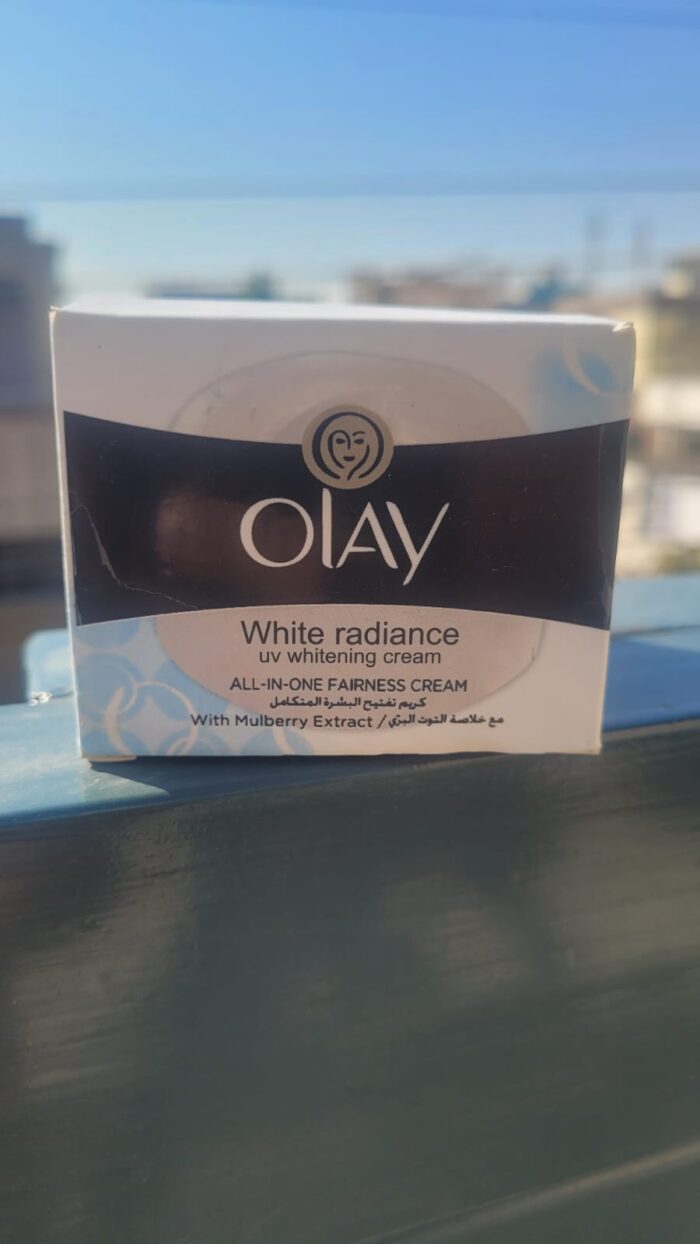 OLAY
White radiance
uv whitening cream
ALL-IN-ONE FAIRNESS CREAM
كريم تفتيح البشرة المتكامل
With Mulberry Extract / مع خلاصة التوت البرّي